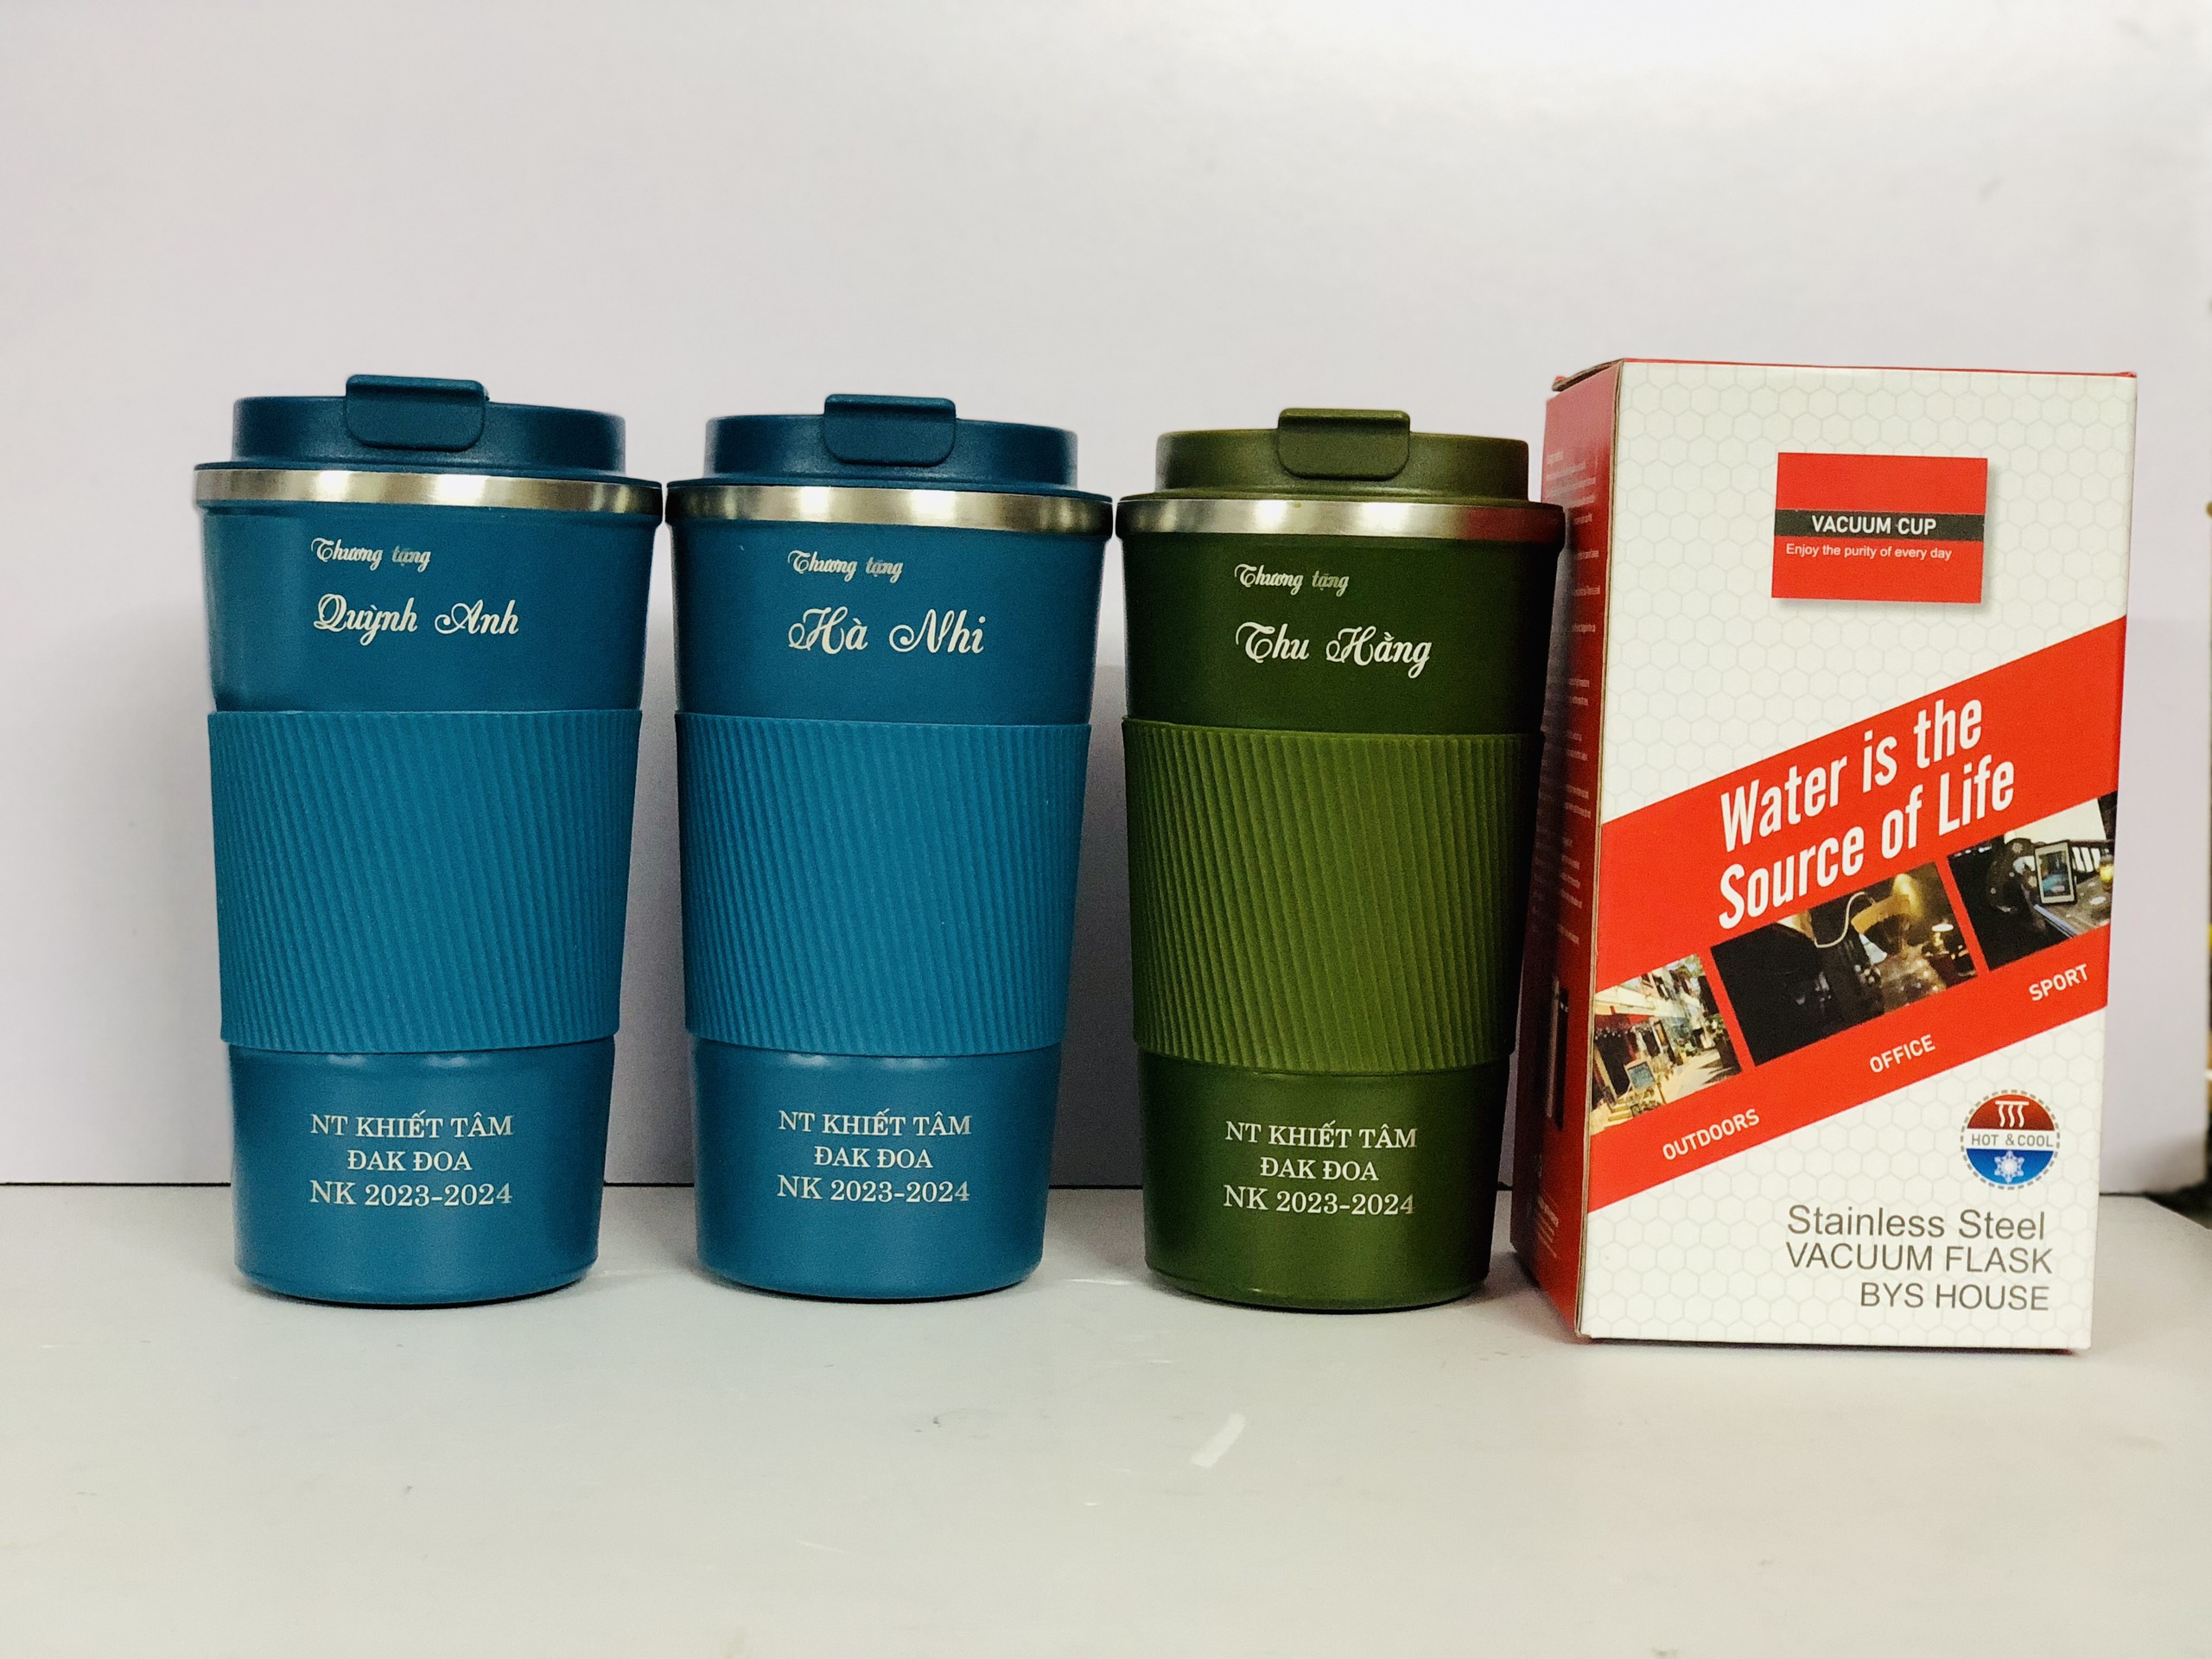 Thương tặng
Quỳnh Anh
NT KHIẾT TÂM
ĐAK ĐOA
NK 2023-2024
Thương tặng
Hà Nhi
NT KHIẾT TÂM
ĐAK ĐOA
NK 2023-2024
Thương tặng
Thu Hằng
NT KHIẾT TÂM
ĐAK ĐOA
NK 2023-2024
VACUUM CUP
Enjoy the purity of every day
Water is the
Source of Life
OUTDOORS
OFFICE
SPORT
HOT & COOL
Stainless Steel
VACUUM FLASK
BYS HOUSE